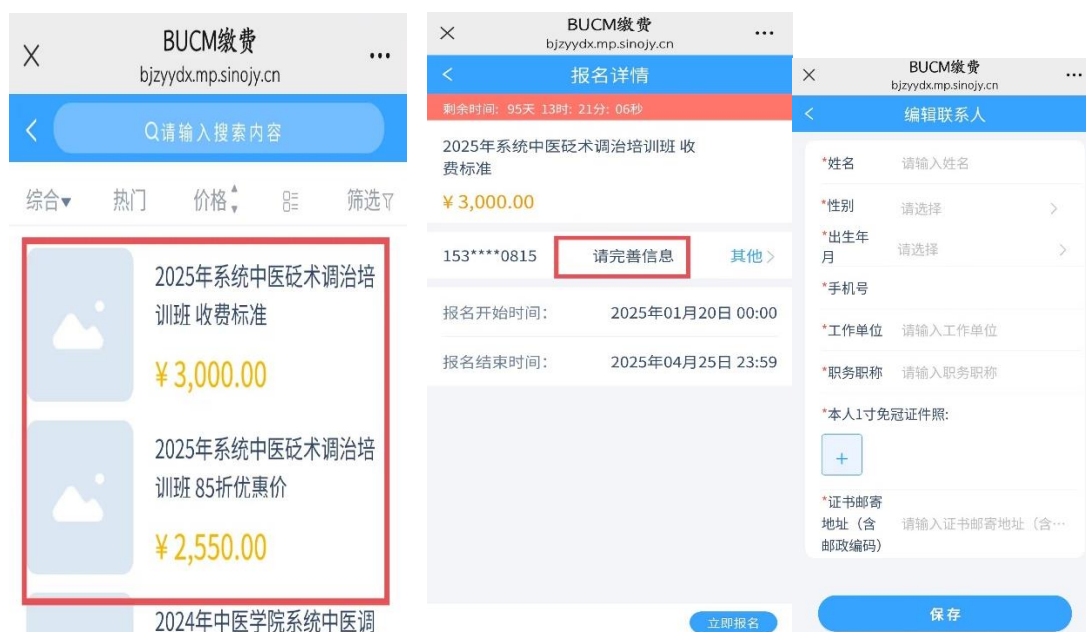 BUCM缴费
bjzyydx.mp.sinojy.cn
请输入搜索内容
综合
热门
价格
筛选
2025年系统中医砭术调治培
训班 收费标准
¥ 3,000.00
2025年系统中医砭术调治培
训班 85折优惠价
¥ 2,550.00
2024年中医学院系统中医调
BUCM缴费
bjzyydx.mp.sinojy.cn
报名详情
剩余时间: 95天 13时: 21分: 06秒
2025年系统中医砭术调治培训班 收
费标准
¥ 3,000.00
153****0815 请完善信息 其他
报名开始时间: 2025年01月20日 00:00
报名结束时间: 2025年04月25日 23:59
立即报名
BUCM缴费
bjzyydx.mp.sinojy.cn
编辑联系人
*姓名 请输入姓名
*性别 请选择
*出生年
月 请选择
*手机号
*工作单位 请输入工作单位
*职务职称 请输入职务职称
*本人1寸免冠证件照:
*证书邮寄
地址（含 请输入证书邮寄地址（含…
邮政编码）
保存